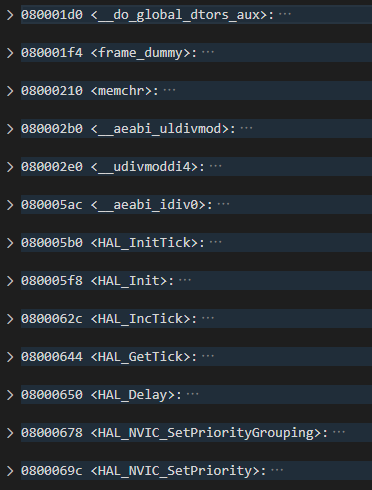 080001d0 <__do_global_dtors_aux>:···
080001f4 <frame_dummy>:···
08000210 <memchr>:···
080002b0 <__aeabi_uldivmod>:···
080002e0 <__udivmoddi4>:···
080005ac <__aeabi_idiv0>:···
080005b0 <HAL_InitTick>:···
080005f8 <HAL_Init>:···
0800062c <HAL_IncTick>:···
08000644 <HAL_GetTick>:···
08000650 <HAL_Delay>:···
08000678 <HAL_NVIC_SetPriorityGrouping>:···
0800069c <HAL_NVIC_SetPriority>:···